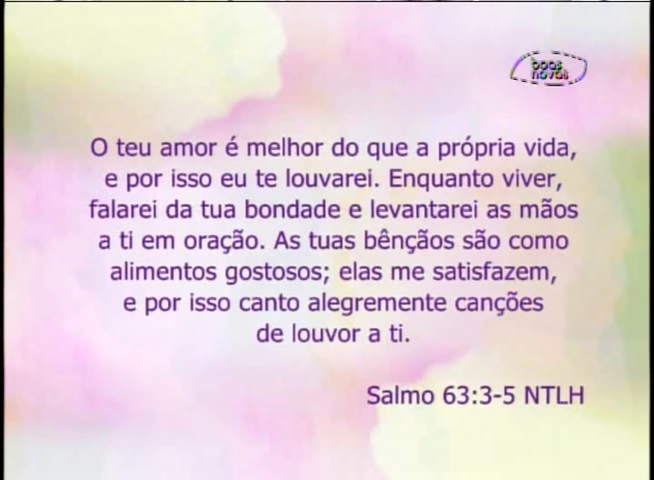 boas
novas
O teu amor é melhor do que a própria vida,
e por isso eu te louvarei. Enquanto viver,
falarei da tua bondade e levantarei as mãos
a ti em oração. As tuas bênçãos são como
alimentos gostosos; elas me satisfazem,
e por isso canto alegremente canções
de louvor a ti.
Salmo 63:3-5 NTLH